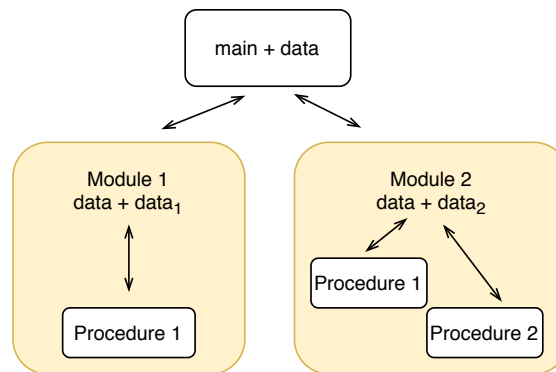 main + data
Module 1
data + data₁
Procedure 1
Module 2
data + data₂
Procedure 1
Procedure 2